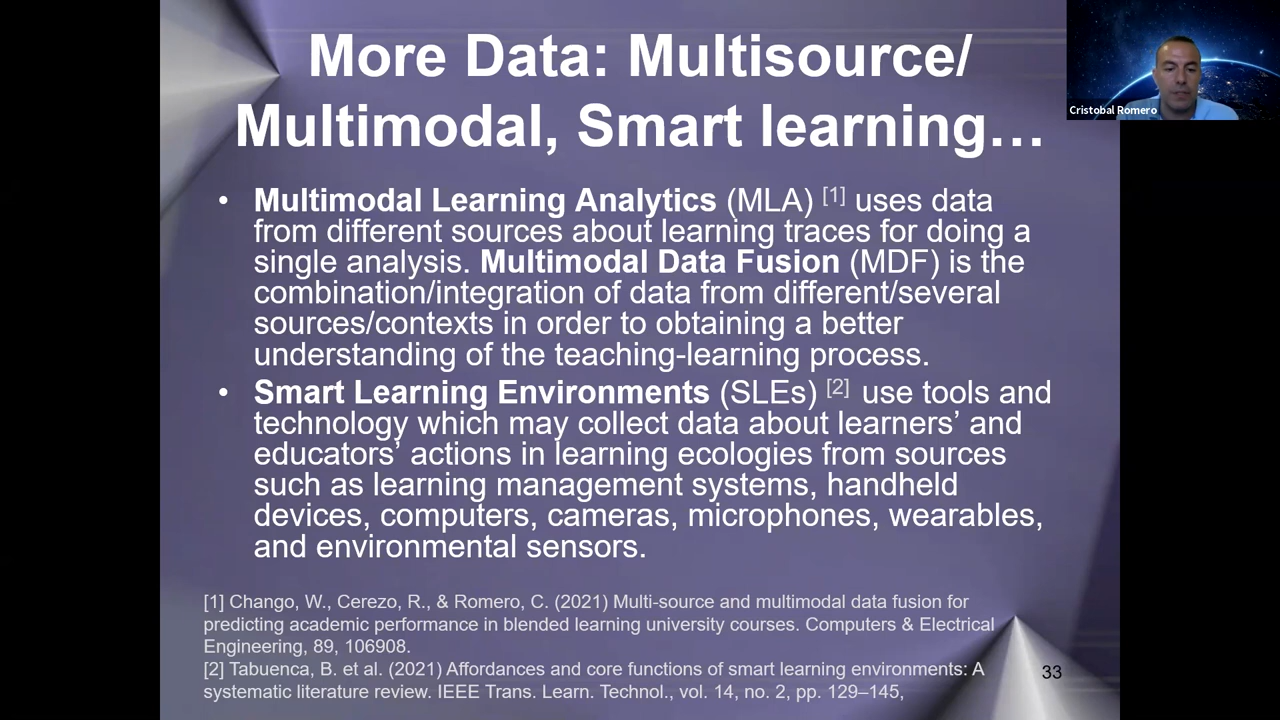 More Data: Multisource/
Multimodal, Smart learning…
Cristobal Romero
• Multimodal Learning Analytics (MLA) [1] uses data
from different sources about learning traces for doing a
single analysis. Multimodal Data Fusion (MDF) is the
combination/integration of data from different/several
sources/contexts in order to obtaining a better
understanding of the teaching-learning process.
• Smart Learning Environments (SLEs) [2] use tools and
technology which may collect data about learners’ and
educators’ actions in learning ecologies from sources
such as learning management systems, handheld
devices, computers, cameras, microphones, wearables,
and environmental sensors.
[1] Chango, W., Cerezo, R., & Romero, C. (2021) Multi-source and multimodal data fusion for
predicting academic performance in blended learning university courses. Computers & Electrical
Engineering, 89, 106908.
[2] Tabuenca, B. et al. (2021) Affordances and core functions of smart learning environments: A
systematic literature review. IEEE Trans. Learn. Technol., vol. 14, no. 2, pp. 129–145,
33